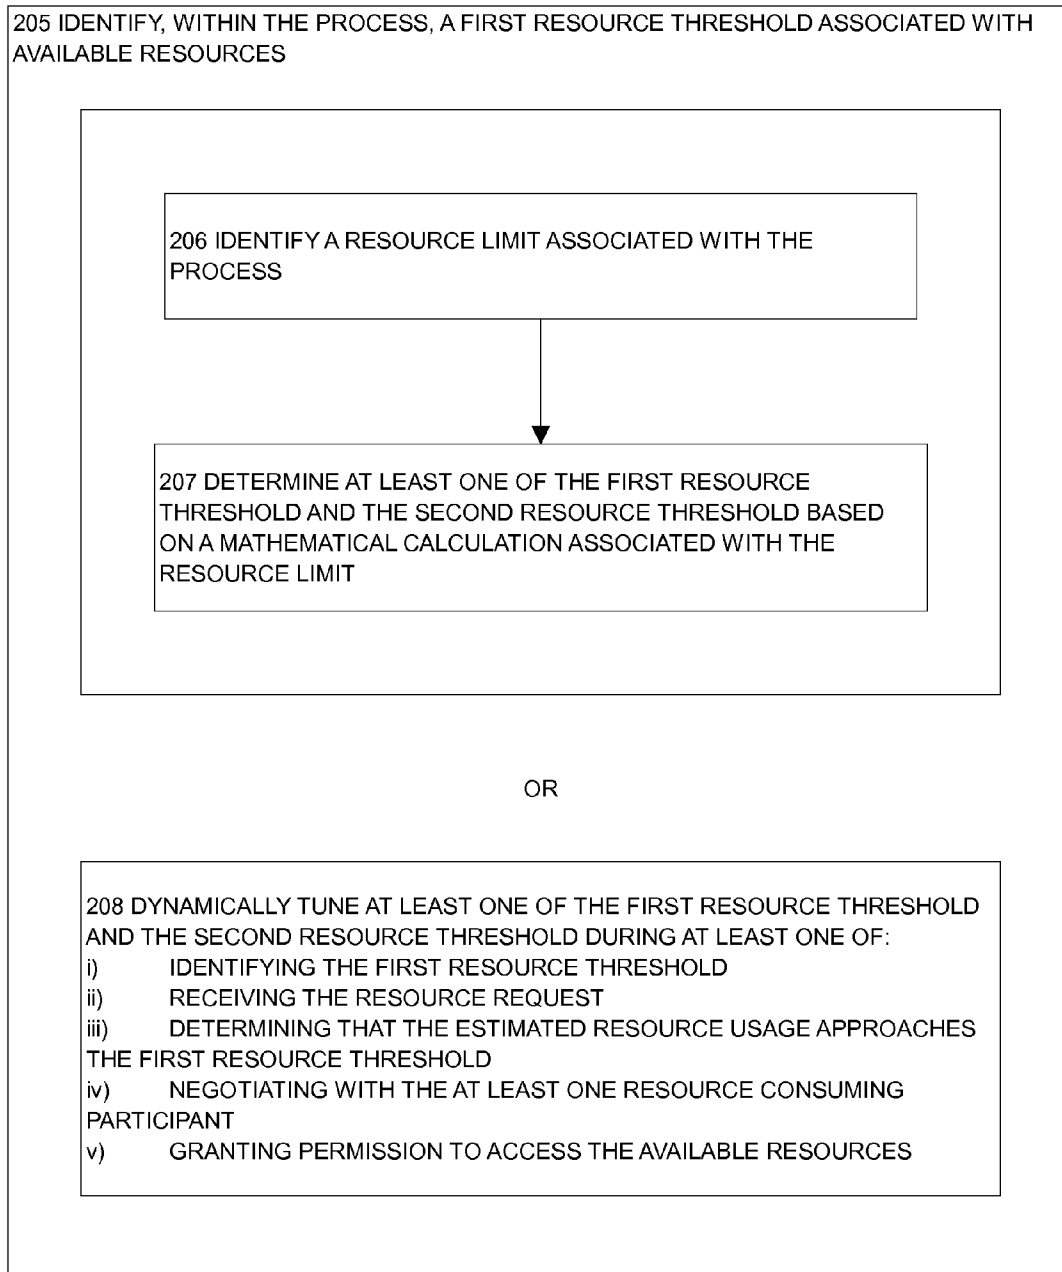 205 IDENTIFY, WITHIN THE PROCESS, A FIRST RESOURCE THRESHOLD ASSOCIATED WITH
AVAILABLE RESOURCES
206 IDENTIFY A RESOURCE LIMIT ASSOCIATED WITH THE
PROCESS
207 DETERMINE AT LEAST ONE OF THE FIRST RESOURCE
THRESHOLD AND THE SECOND RESOURCE THRESHOLD BASED
ON A MATHEMATICAL CALCULATION ASSOCIATED WITH THE
RESOURCE LIMIT
OR
208 DYNAMICALLY TUNE AT LEAST ONE OF THE FIRST RESOURCE THRESHOLD
AND THE SECOND RESOURCE THRESHOLD DURING AT LEAST ONE OF:
i) IDENTIFYING THE FIRST RESOURCE THRESHOLD
ii) RECEIVING THE RESOURCE REQUEST
iii) DETERMINING THAT THE ESTIMATED RESOURCE USAGE APPROACHES
THE FIRST RESOURCE THRESHOLD
iv) NEGOTIATING WITH THE AT LEAST ONE RESOURCE CONSUMING
PARTICIPANT
v) GRANTING PERMISSION TO ACCESS THE AVAILABLE RESOURCES